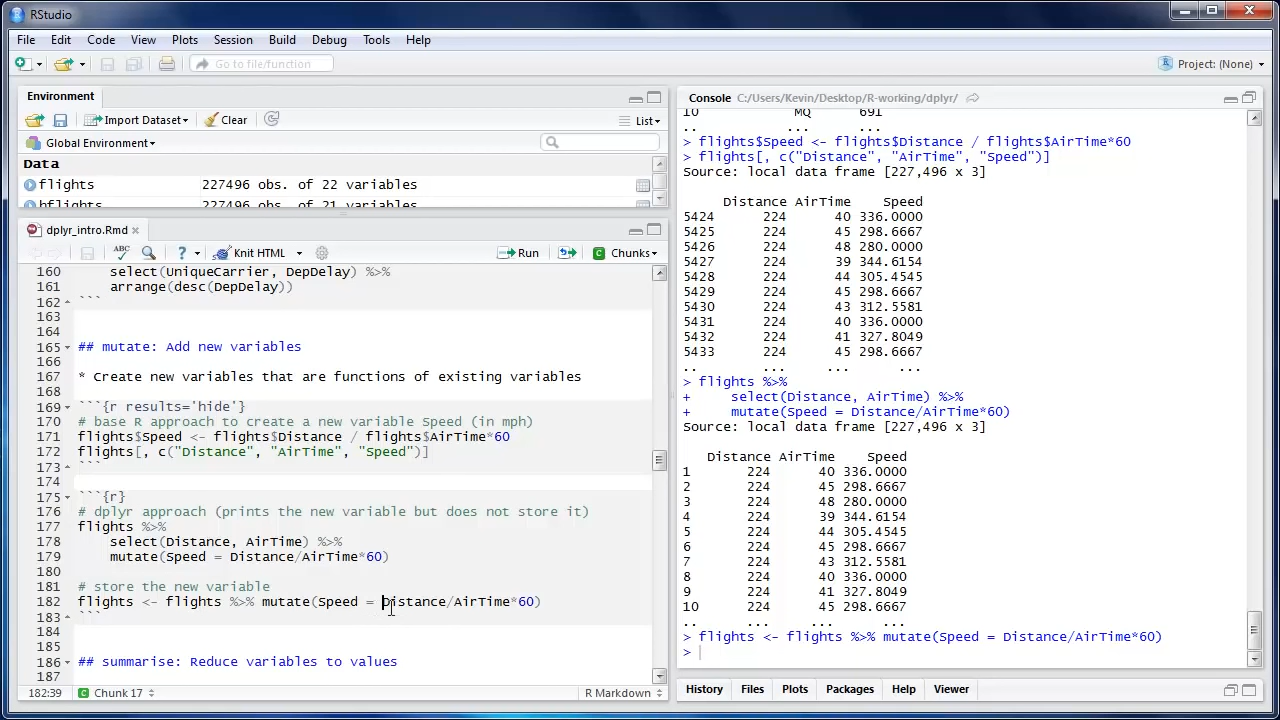 RStudio
File Edit Code View Plots Session Build Debug Tools Help
Go to file/function
Project: (None)
Environment
Import Dataset Clear
List
Global Environment
Data
flights 227496 obs. of 22 variables
hflights 227496 obs. of 21 variables
dplyr_intro.Rmd
ABC ? Knit HTML Run Chunks
160 select(UniqueCarrier, DepDelay) %>%
161 arrange(desc(DepDelay))
162 ```
163
164
165 ## mutate: Add new variables
166
167 * Create new variables that are functions of existing variables
168
169 ```{r results='hide'}
170 # base R approach to create a new variable Speed (in mph)
171 flights$Speed <- flights$Distance / flights$AirTime*60
172 flights[, c("Distance", "AirTime", "Speed")]
173 ```
174
175 ```{r}
176 # dplyr approach (prints the new variable but does not store it)
177 flights %>%
178 select(Distance, AirTime) %>%
179 mutate(Speed = Distance/AirTime*60)
180
181 # store the new variable
182 flights <- flights %>% mutate(Speed = Distance/AirTime*60)
183 ```
184
185
186 ## summarise: Reduce variables to values
187
182:39 Chunk 17 R Markdown
Console C:/Users/Kevin/Desktop/R-working/dplyr/
10 MQ 691
.. ... ...
> flights$Speed <- flights$Distance / flights$AirTime*60
> flights[, c("Distance", "AirTime", "Speed")]
Source: local data frame [227,496 x 3]
Distance AirTime Speed
5424 224 40 336.0000
5425 224 45 298.6667
5426 224 48 280.0000
5427 224 39 344.6154
5428 224 44 305.4545
5429 224 45 298.6667
5430 224 43 312.5581
5431 224 40 336.0000
5432 224 41 327.8049
5433 224 45 298.6667
.. ... ... ...
> flights %>%
+ select(Distance, AirTime) %>%
+ mutate(Speed = Distance/AirTime*60)
Source: local data frame [227,496 x 3]
Distance AirTime Speed
1 224 40 336.0000
2 224 45 298.6667
3 224 48 280.0000
4 224 39 344.6154
5 224 44 305.4545
6 224 45 298.6667
7 224 43 312.5581
8 224 40 336.0000
9 224 41 327.8049
10 224 45 298.6667
.. ... ... ...
> flights <- flights %>% mutate(Speed = Distance/AirTime*60)
>
History Files Plots Packages Help Viewer